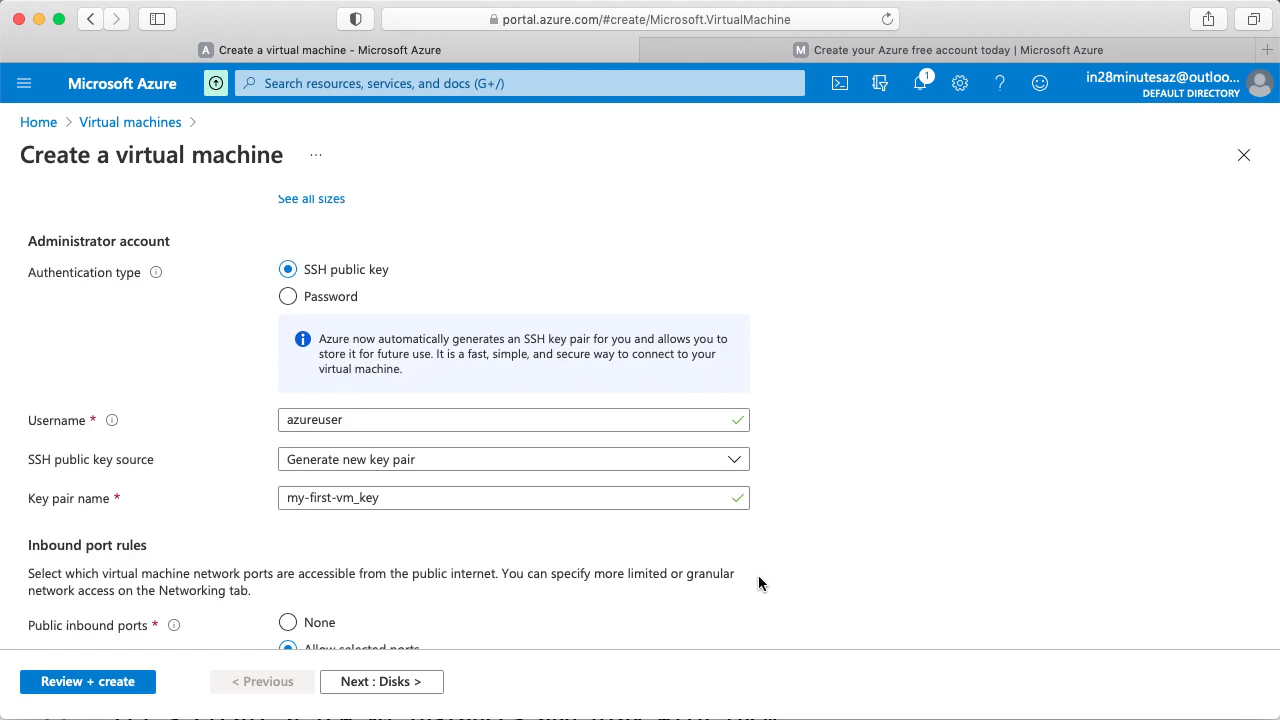 portal.azure.com/#create/Microsoft.VirtualMachine
A Create a virtual machine - Microsoft Azure
M Create your Azure free account today | Microsoft Azure
Microsoft Azure
Search resources, services, and docs (G+/)
1
in28minutesaz@outloo...
DEFAULT DIRECTORY
Home > Virtual machines >
Create a virtual machine ...
See all sizes
Administrator account
Authentication type
SSH public key
Password
Azure now automatically generates an SSH key pair for you and allows you to
store it for future use. It is a fast, simple, and secure way to connect to your
virtual machine.
Username *
azureuser
SSH public key source
Generate new key pair
Key pair name *
my-first-vm_key
Inbound port rules
Select which virtual machine network ports are accessible from the public internet. You can specify more limited or granular
network access on the Networking tab.
Public inbound ports *
None
Allow selected ports
Review + create
< Previous
Next : Disks >